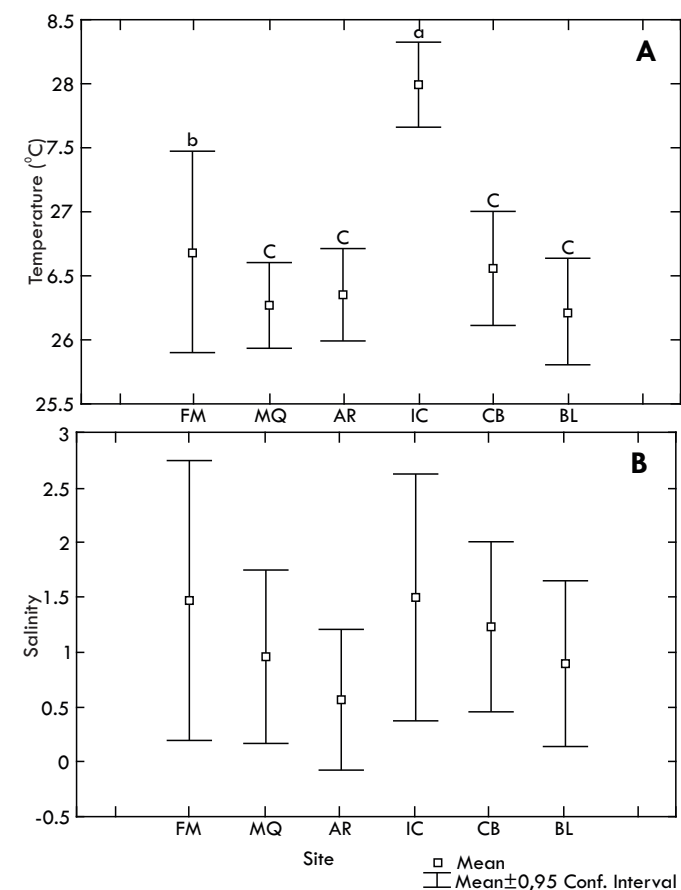 8.5
a
A
28
b
7.5
C
27
C
C
C
6.5
26
25.5
Temperature (°C)
FM MQ AR IC CB BL
3
B
2.5
2
1.5
1
0.5
0
-0.5
Salinity
FM MQ AR IC CB BL
Site
Mean
Mean±0,95 Conf. Interval